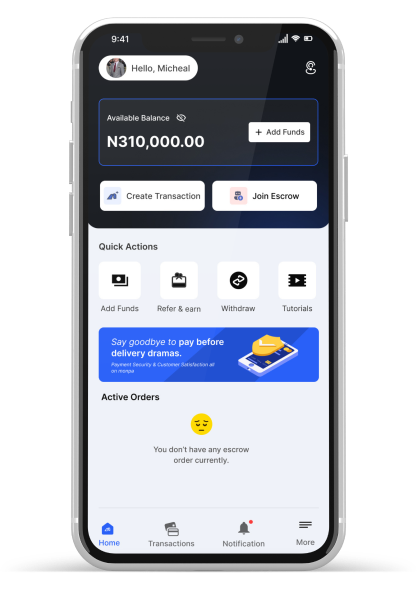 9:41
Hello, Micheal
Available Balance
N310,000.00
+ Add Funds
Create Transaction
Join Escrow
Quick Actions
Add Funds
Refer & earn
Withdraw
Tutorials
Say goodbye to pay before
delivery dramas.
Payment Security & Customer Satisfaction all
on meipa
Active Orders
You don't have any escrow
order currently.
Home
Transactions
Notification
More